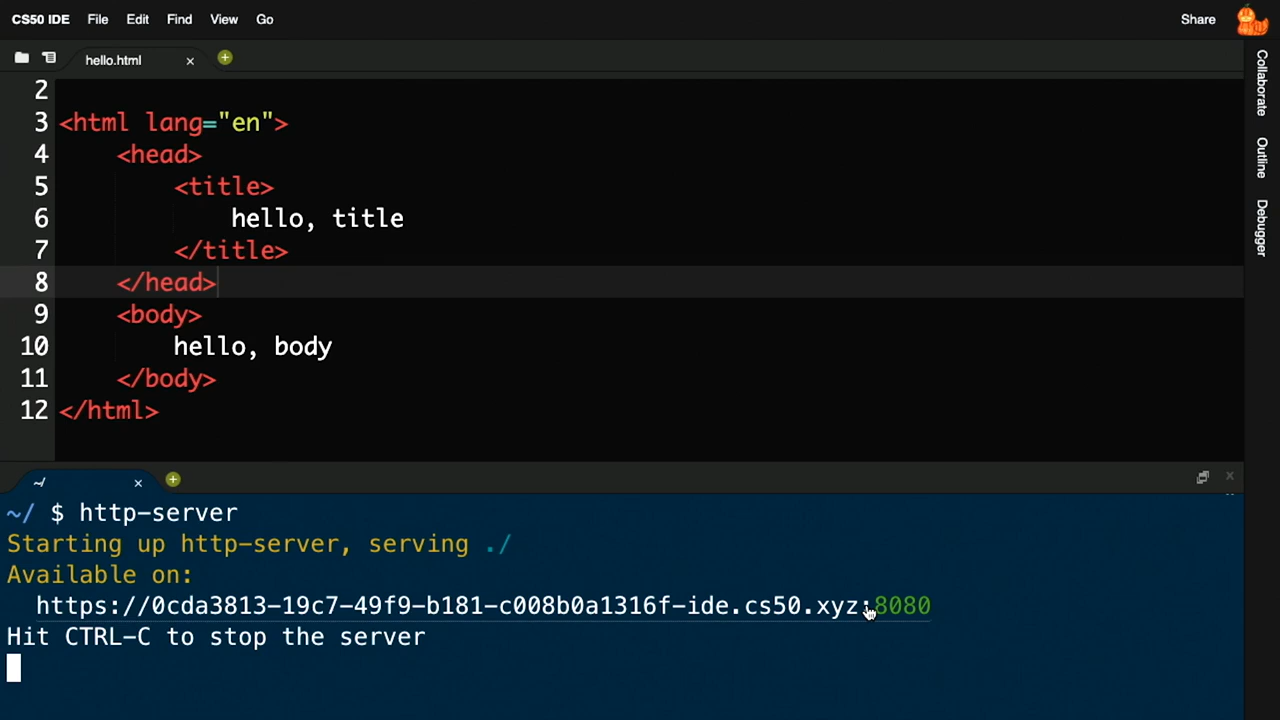 CS50 IDE File Edit Find View Go Share
hello.html
2
3 <html lang="en">
4 <head>
5 <title>
6 hello, title
7 </title>
8 </head>
9 <body>
10 hello, body
11 </body>
12 </html>
Collaborate
Outline
Debugger
~/
~/ $ http-server
Starting up http-server, serving ./
Available on:
https://0cda3813-19c7-49f9-b181-c008b0a1316f-ide.cs50.xyz:8080
Hit CTRL-C to stop the server